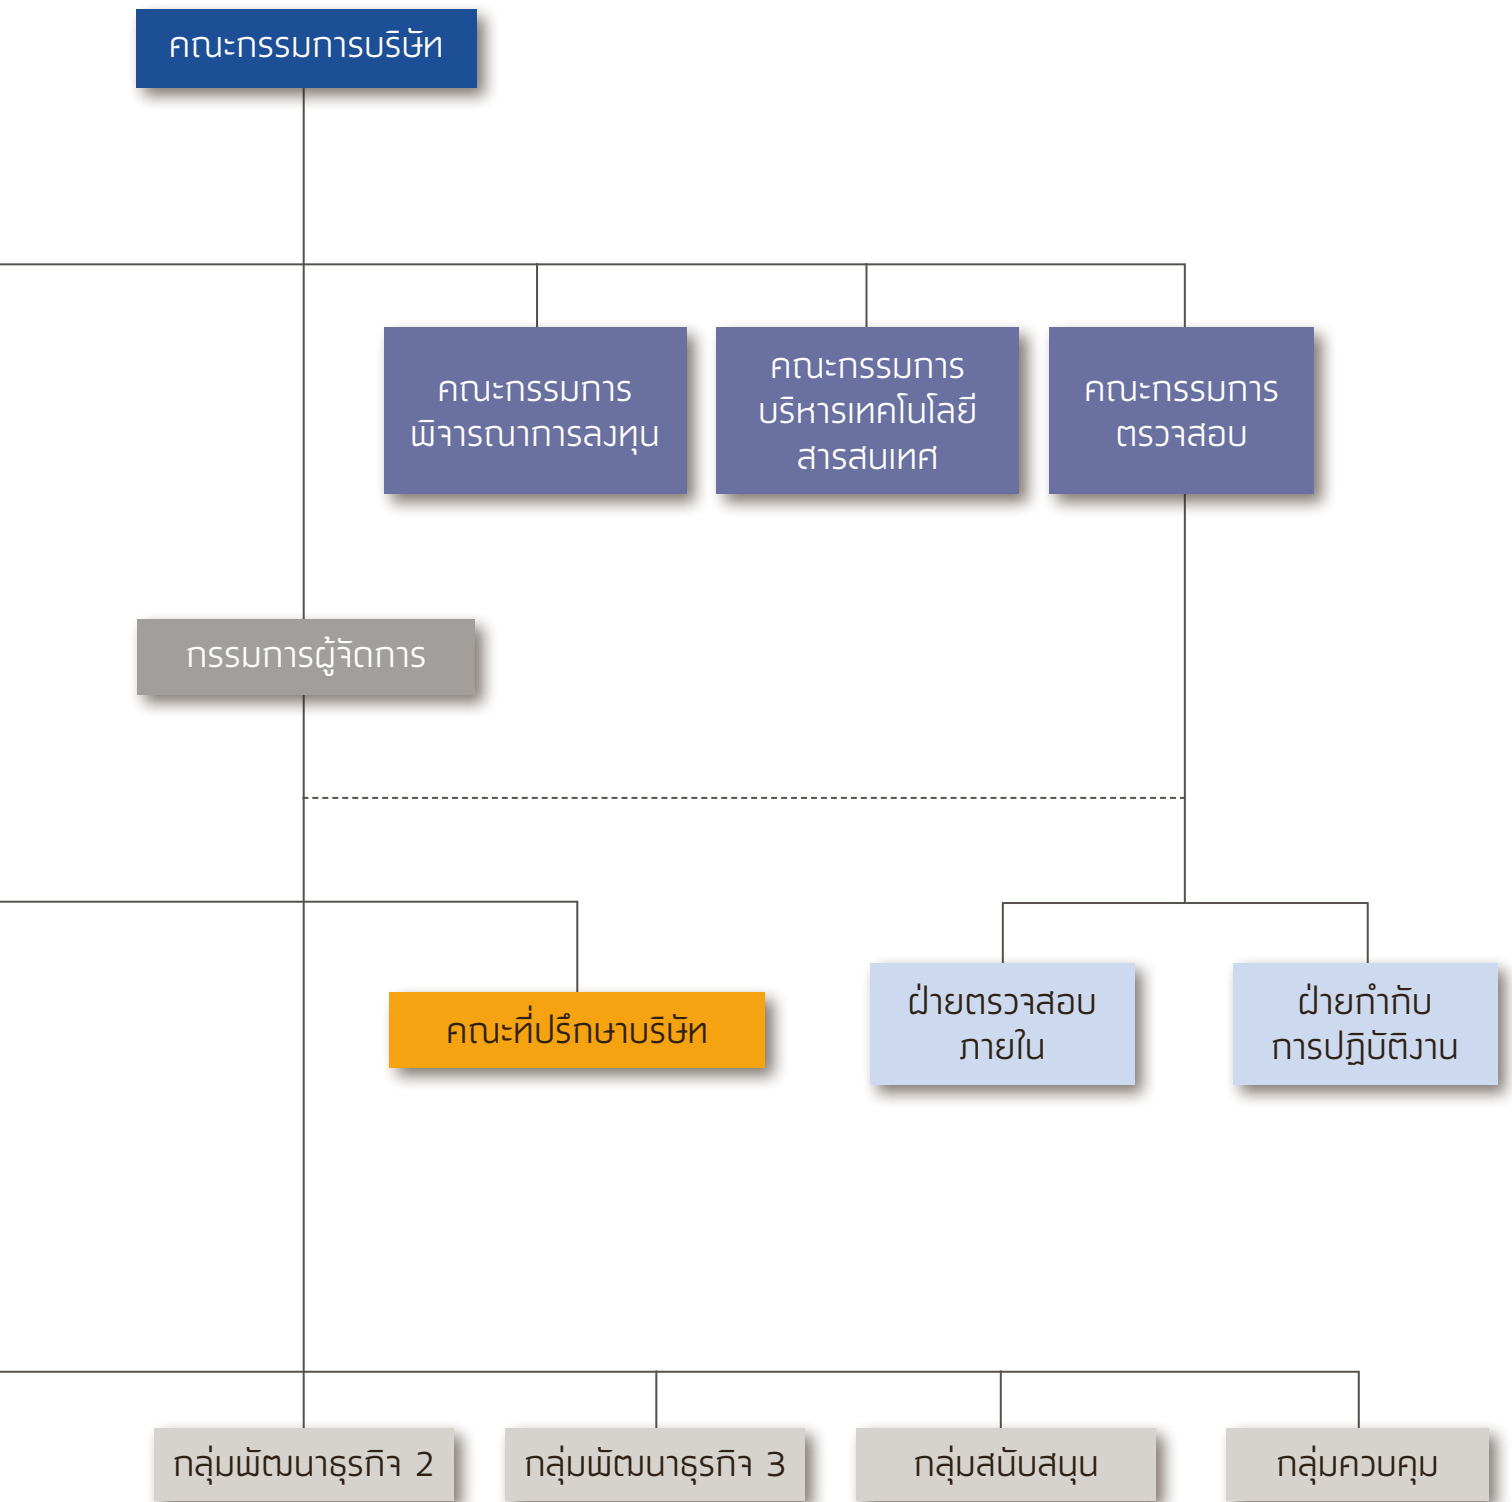 คณะกรรมการบริษัท
คณะกรรมการ
พิจารณาการลงทุน
คณะกรรมการ
บริหารเทคโนโลยี
สารสนเทศ
คณะกรรมการ
ตรวจสอบ
กรรมการผู้จัดการ
คณะที่ปรึกษาบริษัท
ฝ่ายตรวจสอบ
ภายใน
ฝ่ายกำกับ
การปฏิบัติงาน
กลุ่มพัฒนาธุรกิจ 2
กลุ่มพัฒนาธุรกิจ 3
กลุ่มสนับสนุน
กลุ่มควบคุม